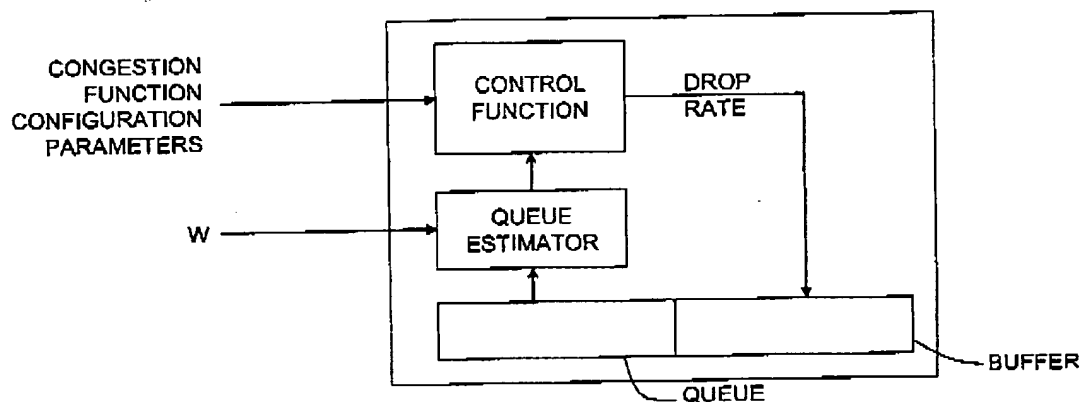 CONGESTION
FUNCTION
CONFIGURATION
PARAMETERS
CONTROL
FUNCTION
DROP
RATE
W
QUEUE
ESTIMATOR
BUFFER
QUEUE